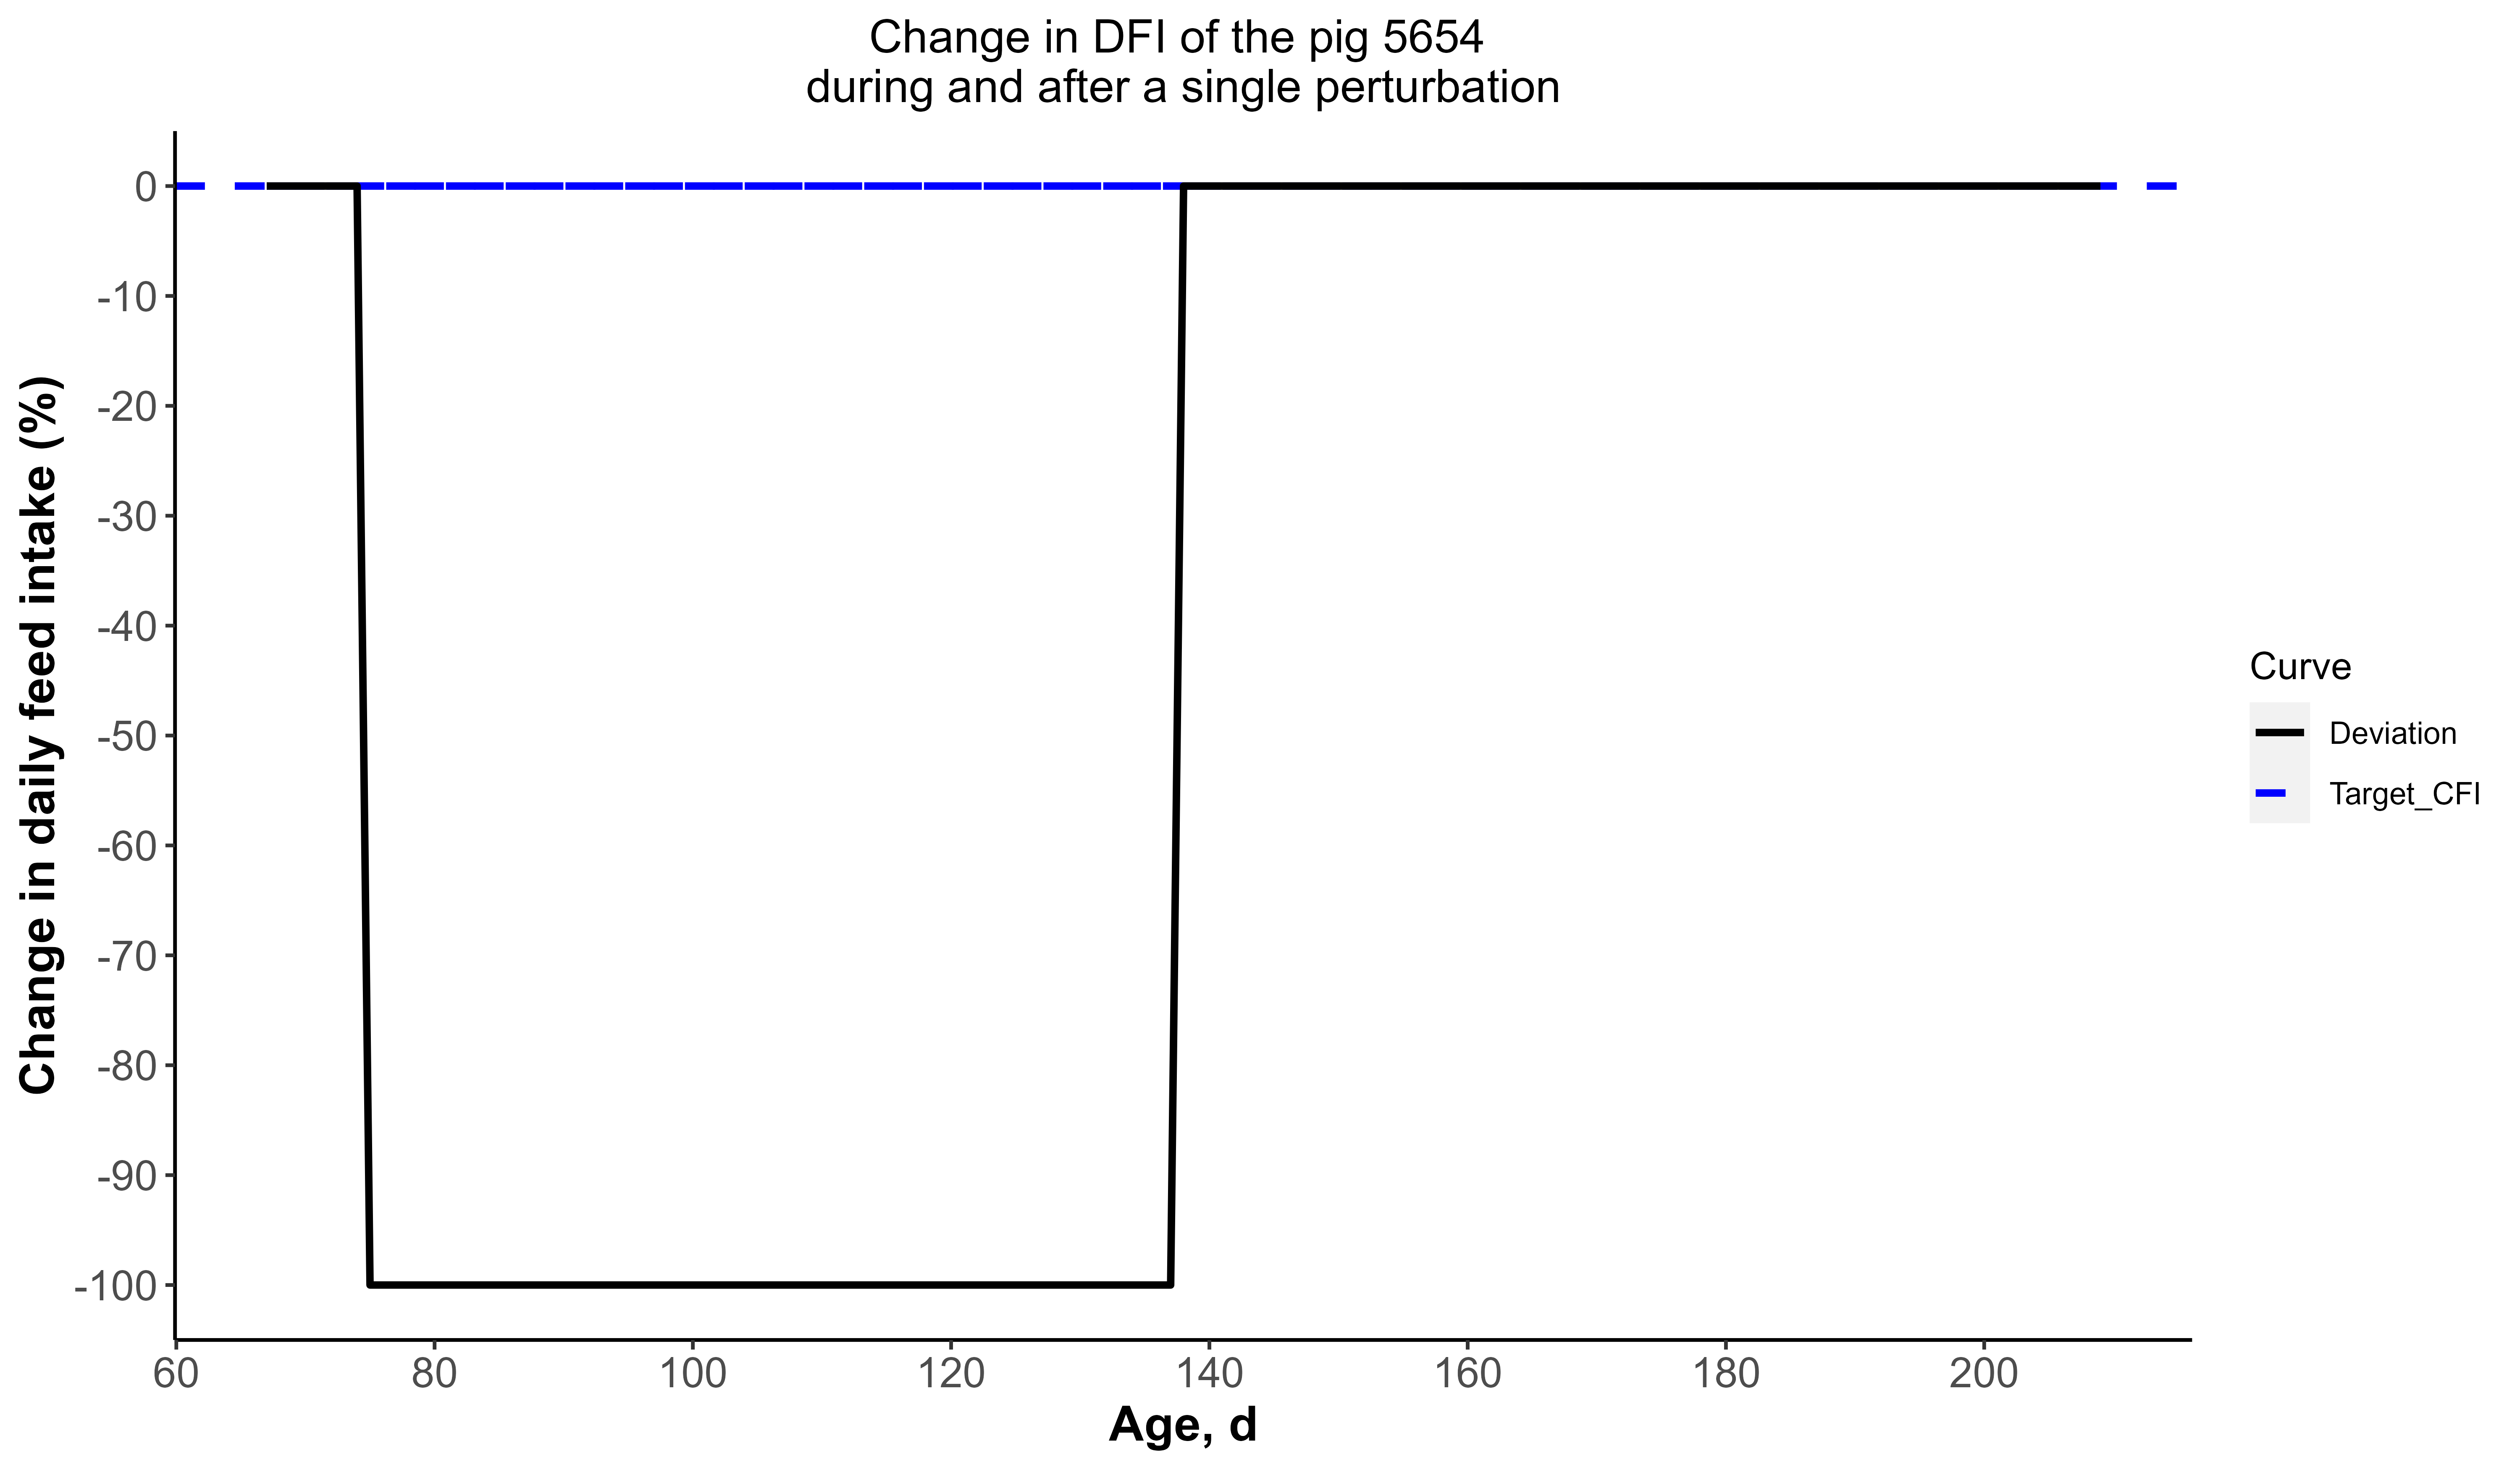 Change in DFI of the pig 5654
during and after a single perturbation
Change in daily feed intake (%)
0
-10
-20
-30
-40
-50
-60
-70
-80
-90
-100
60 80 100 120 140 160 180 200
Age, d
Curve
Deviation
Target_CFI